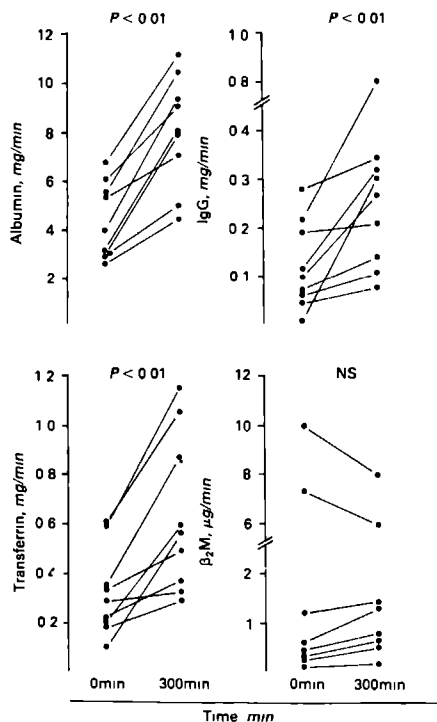 P < 0 01
Albumin, mg/min
12
10
8
6
4
2
P < 0 01
IgG, mg/min
1 0
0.8
0 4
0.3
0.2
0 1
P < 0 01
Transferrin, mg/min
1 2
1.0
0 8
0.6
0 4
0 2
NS
β₂M, μg/min
12
10
8
6
2
1
0min 300min 0min 300min
Time min